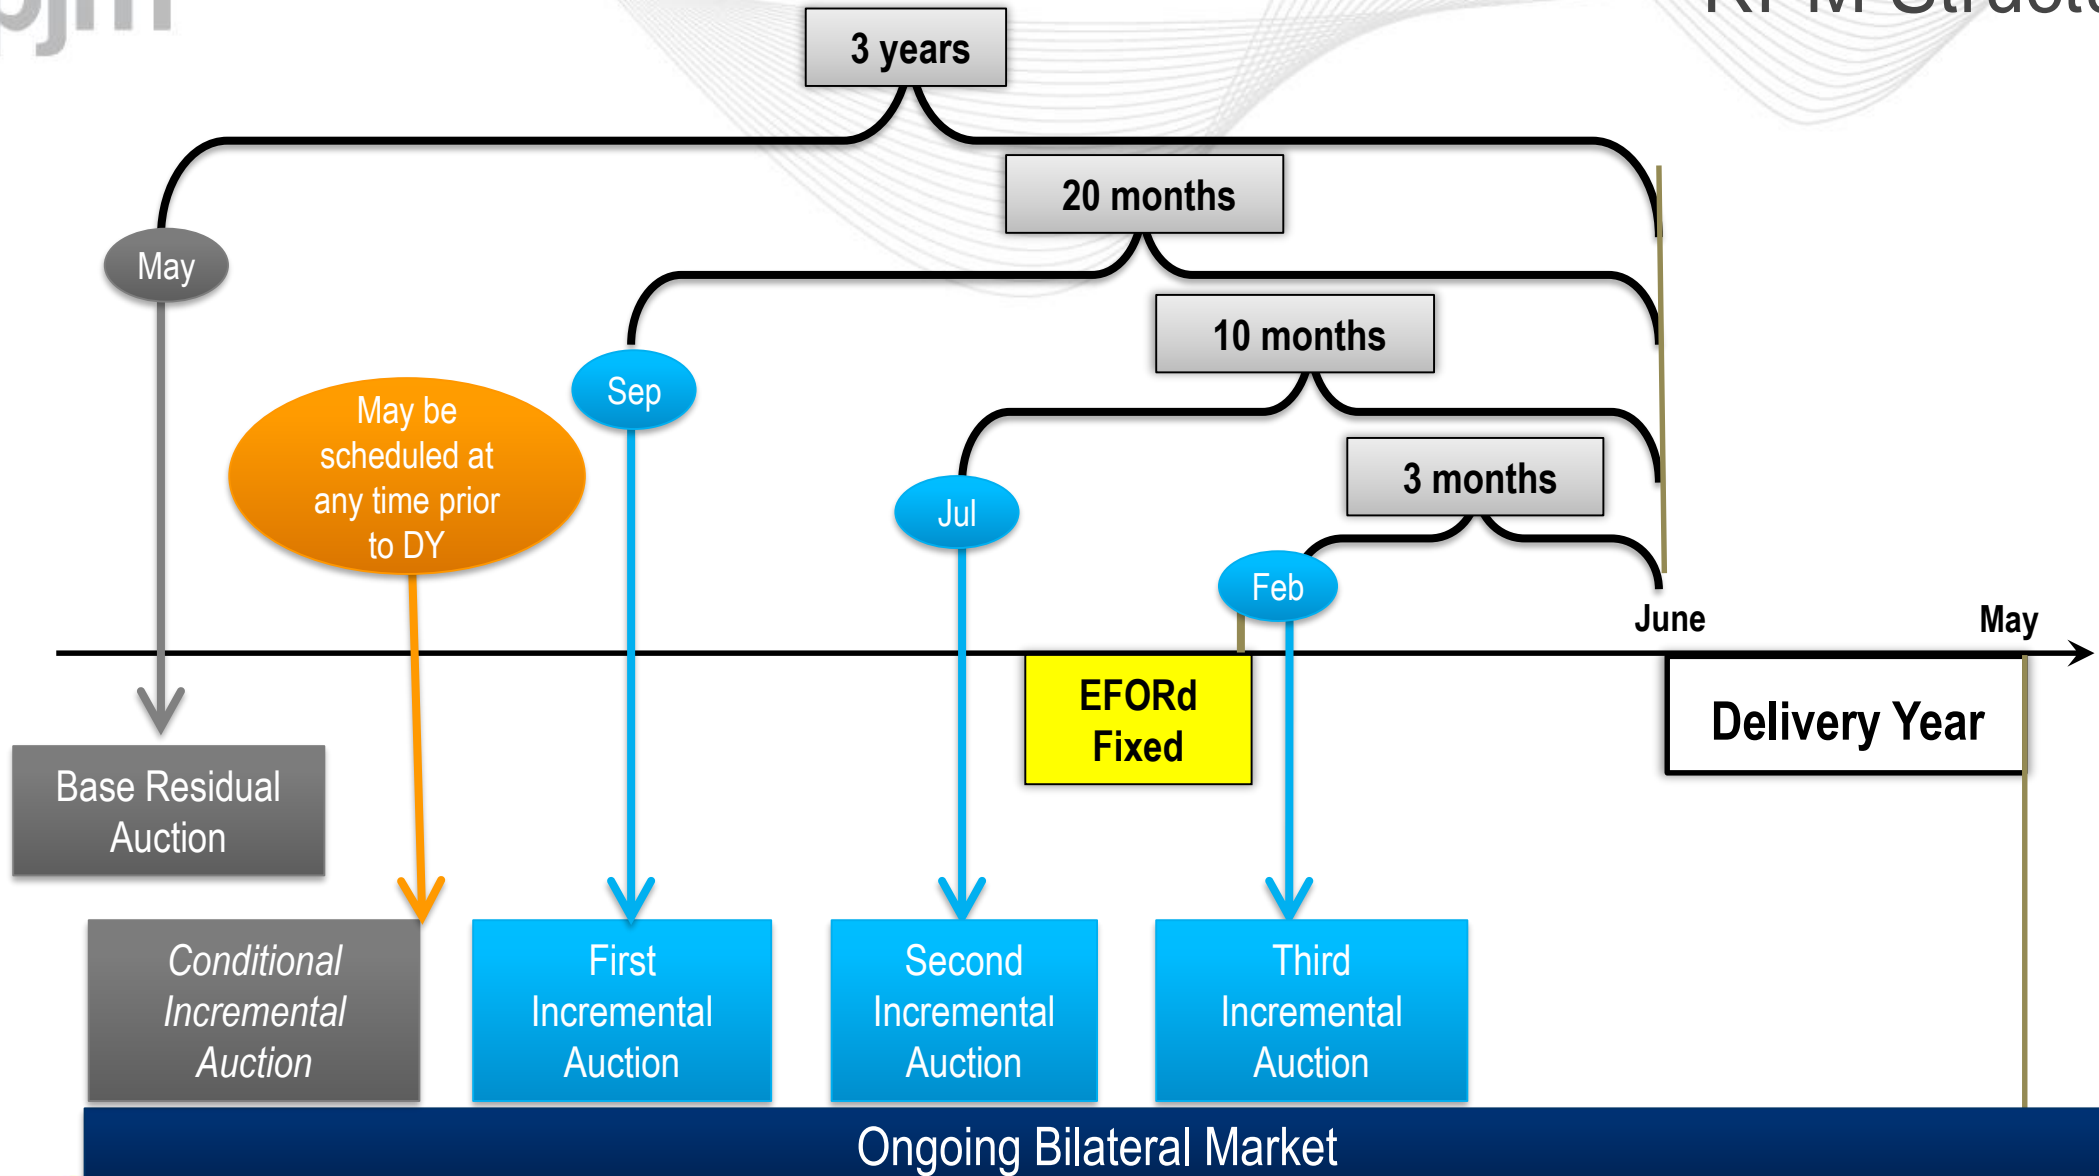 pjm
3 years
20 months
May
10 months
Sep
May be
scheduled at
any time prior
to DY
3 months
Jul
Feb
June
May
EFORd
Fixed
Delivery Year
Base Residual
Auction
Conditional
Incremental
Auction
First
Incremental
Auction
Second
Incremental
Auction
Third
Incremental
Auction
Ongoing Bilateral Market